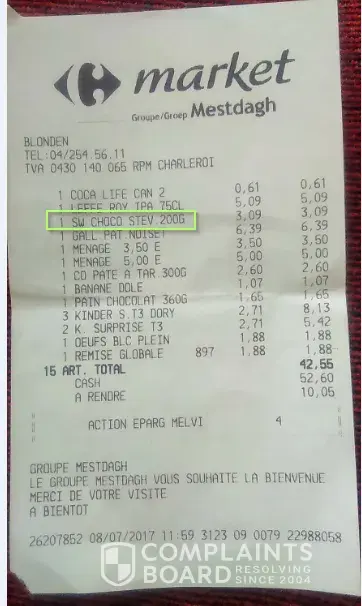 market
Groupe/Groep Mestdagh
BLONDEN
TEL:04/254.56.11
TVA 0430 140 065 RPM CHARLEROI
1 COCA LIFE CAN 2 0,61 0,61
1 LEFFE ROY IPA 75CL 5,09 5,09
1 SW CHOCO STEV.200G 3,09 3,09
1 GALL PAT NOISET 6,39 6,39
1 MENAGE 3,50 E 3,50 3,50
1 MENAGE 5,00 E 5,00 5,00
1 CD PATE A TAR.300G 2,60 2,60
1 BANANE DOLE 1,07 1,07
1 PAIN CHOCOLAT 360G 1,65 1,65
3 KINDER S.T3 DORY 2,71 8,13
2 K. SURPRISE T3 2,71 5,42
1 OEUFS BLC PLEIN 1,88 1,88
1 REMISE GLOBALE 897 1,88 1,88-
15 ART. TOTAL 42,55
CASH 52,60
A RENDRE 10,05
ACTION EPARG MELVI 4
GROUPE MESTDAGH
LE GROUPE MESTDAGH VOUS SOUHAITE LA BIENVENUE
MERCI DE VOTRE VISITE
A BIENTOT
26207852 08/07/2017 11:59 3123 09 0079 22988058
COMPLAINTS
BOARD RESOLVING
SINCE 2004